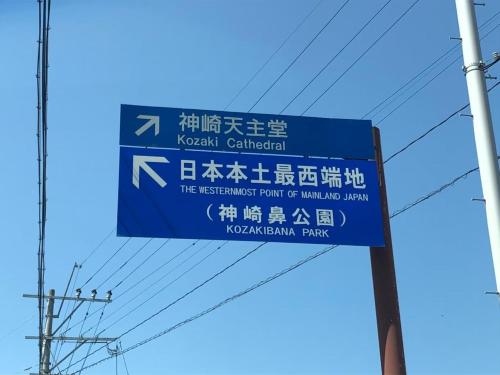 神崎天主堂
Kozaki Cathedral
日本本土最西端地
THE WESTERNMOST POINT OF MAINLAND JAPAN
(神崎鼻公園)
KOZAKIBANA PARK